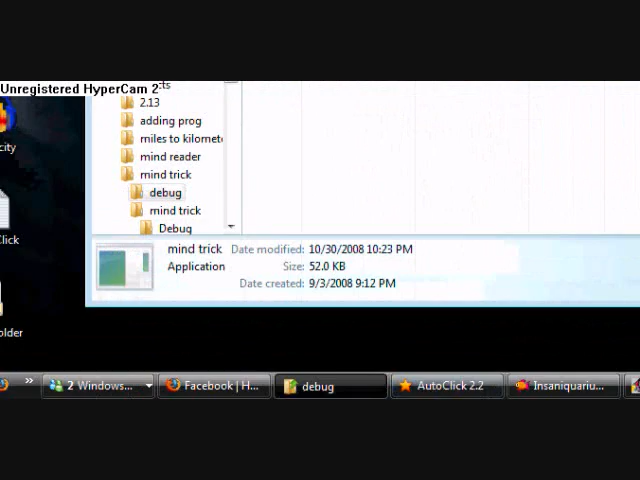 Unregistered HyperCam 2
2.13
adding prog
miles to kilomet
mind reader
mind trick
debug
mind trick
Debug
mind trick Date modified: 10/30/2008 10:23 PM
Application Size: 52.0 KB
Date created: 9/3/2008 9:12 PM
city
Click
older
» 2 Windows... Facebook | H... debug AutoClick 2.2 Insaniquariu...